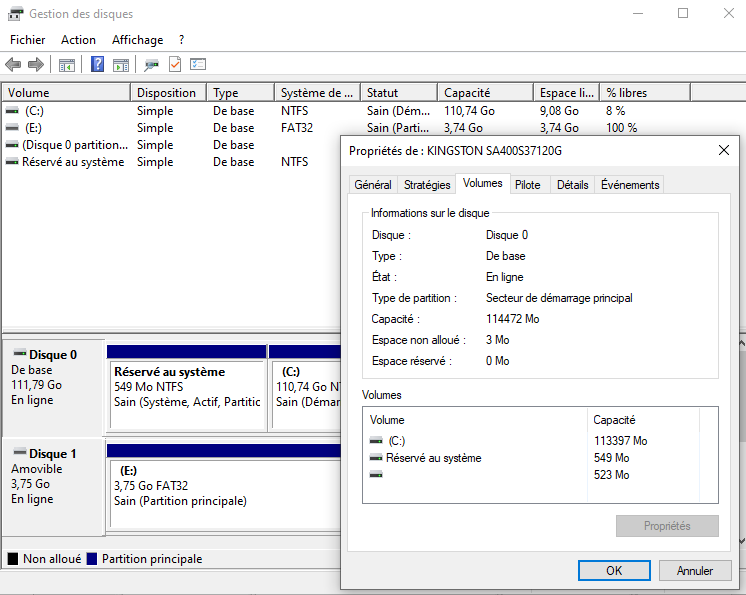 Gestion des disques
Fichier Action Affichage ?
Volume Disposition Type Système de ... Statut Capacité Espace li... % libres
(C:) Simple De base NTFS Sain (Dém... 110,74 Go 9,08 Go 8 %
(E:) Simple De base FAT32 Sain (Parti... 3,74 Go 3,74 Go 100 %
(Disque 0 partition... Simple De base
Réservé au système Simple De base NTFS
Propriétés de : KINGSTON SA400S37120G
Général Stratégies Volumes Pilote Détails Événements
Informations sur le disque
Disque : Disque 0
Type : De base
État : En ligne
Type de partition : Secteur de démarrage principal
Capacité : 114472 Mo
Espace non alloué : 3 Mo
Espace réservé : 0 Mo
Volumes
Volume Capacité
(C:) 113397 Mo
Réservé au système 549 Mo
523 Mo
Propriétés
OK Annuler
Disque 0
De base
111,79 Go
En ligne
Réservé au système
549 Mo NTFS
Sain (Système, Actif, Partitic
(C:)
110,74 Go N
Sain (Démar
Disque 1
Amovible
3,75 Go
En ligne
(E:)
3,75 Go FAT32
Sain (Partition principale)
Non alloué Partition principale